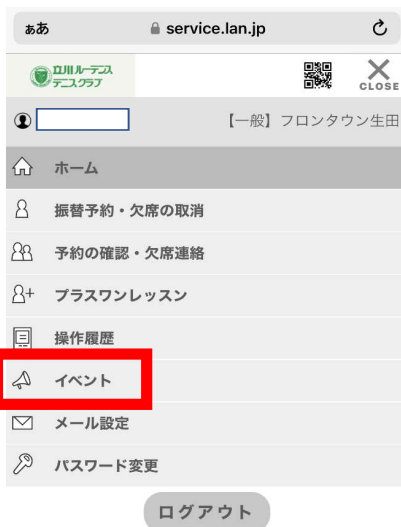 ぁあ service.lan.jp
立川ルーデンス
テニスクラブ
CLOSE
【一般】フロンタウン生田
ホーム
振替予約・欠席の取消
予約の確認・欠席連絡
プラスワンレッスン
操作履歴
イベント
メール設定
パスワード変更
ログアウト